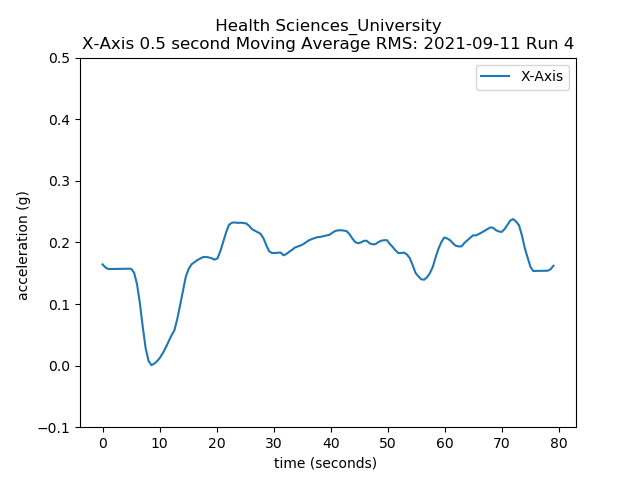 Health Sciences_University
X-Axis 0.5 second Moving Average RMS: 2021-09-11 Run 4
X-Axis
0.5
0.4
0.3
0.2
0.1
0.0
−0.1
acceleration (g)
0 10 20 30 40 50 60 70 80
time (seconds)